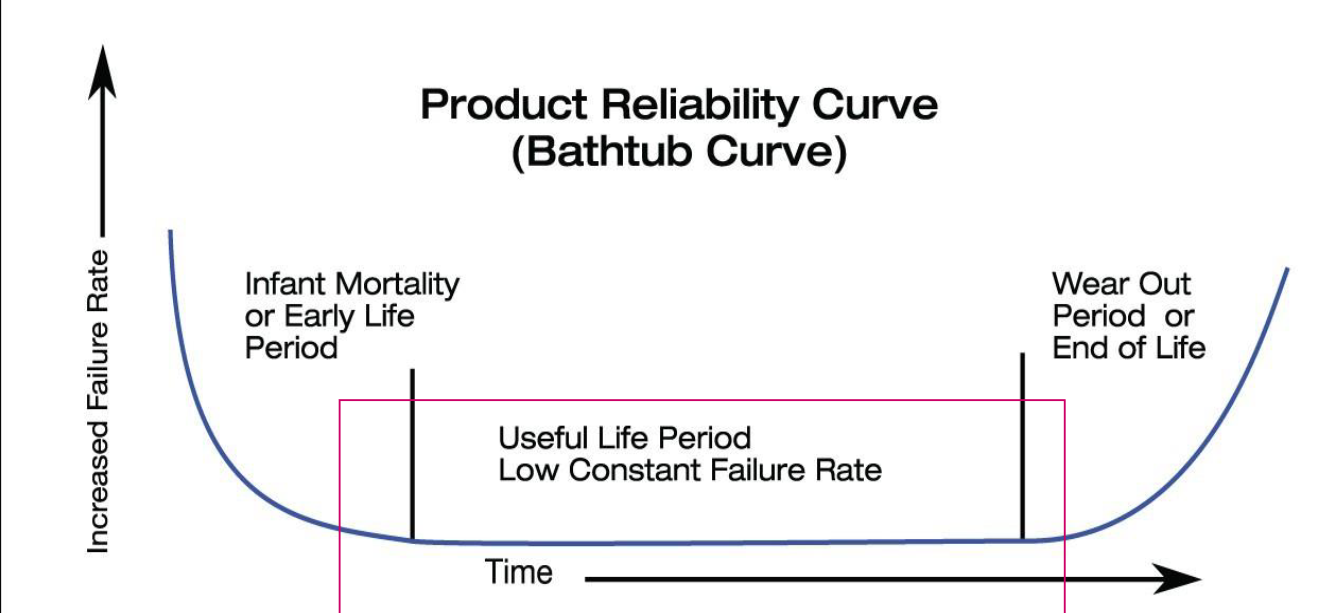 Product Reliability Curve
(Bathtub Curve)
Increased Failure Rate
Infant Mortality
or Early Life
Period
Useful Life Period
Low Constant Failure Rate
Wear Out
Period or
End of Life
Time